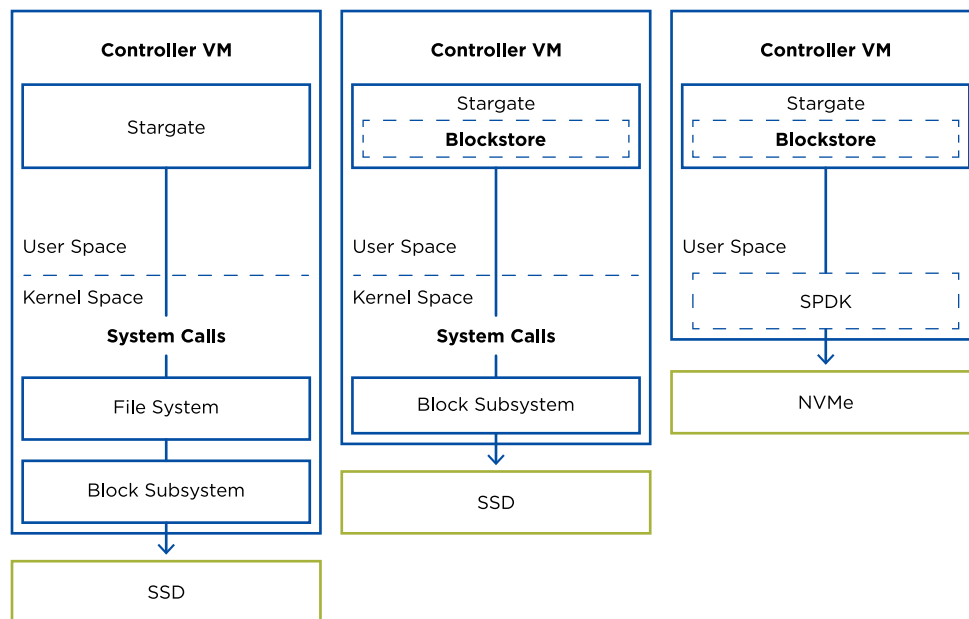 Controller VM
Stargate
User Space
Kernel Space
System Calls
File System
Block Subsystem
SSD
Controller VM
Stargate
Blockstore
User Space
Kernel Space
System Calls
Block Subsystem
SSD
Controller VM
Stargate
Blockstore
User Space
SPDK
NVMe